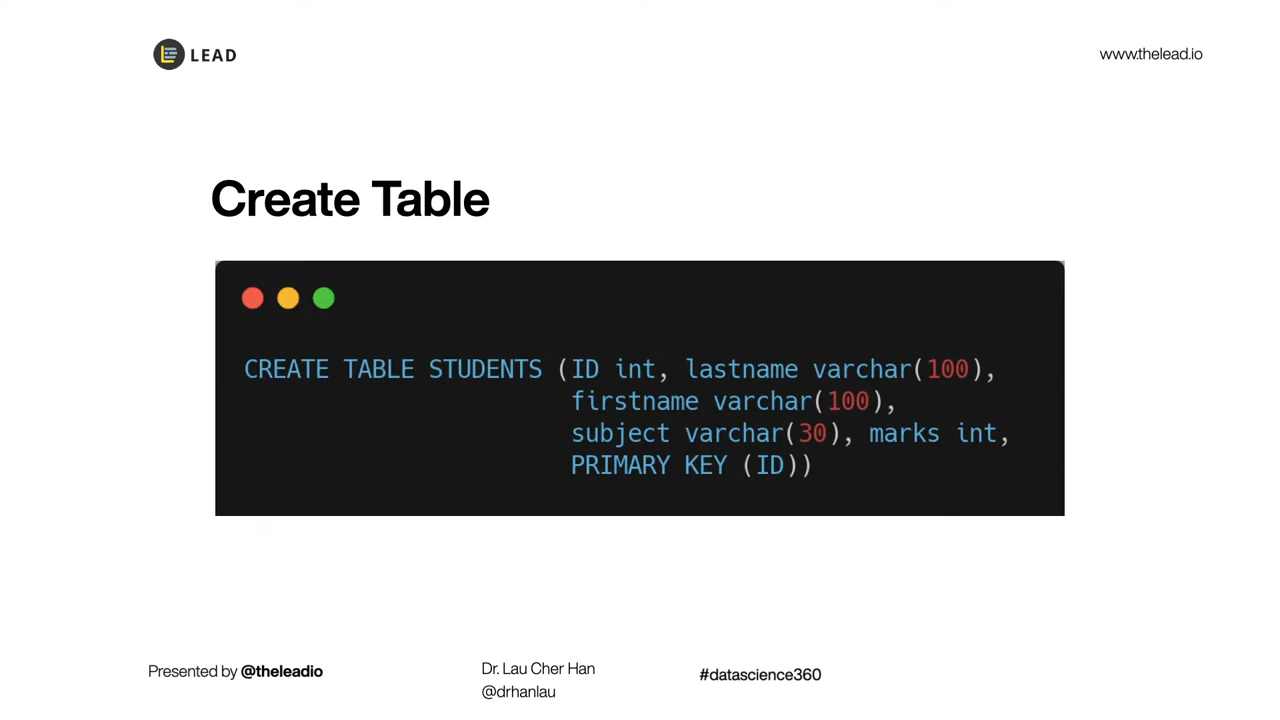 LEAD
www.thelead.io
Create Table
CREATE TABLE STUDENTS (ID int, lastname varchar(100),
firstname varchar(100),
subject varchar(30), marks int,
PRIMARY KEY (ID))
Presented by @theleadio
Dr. Lau Cher Han
@drhanlau
#datascience360